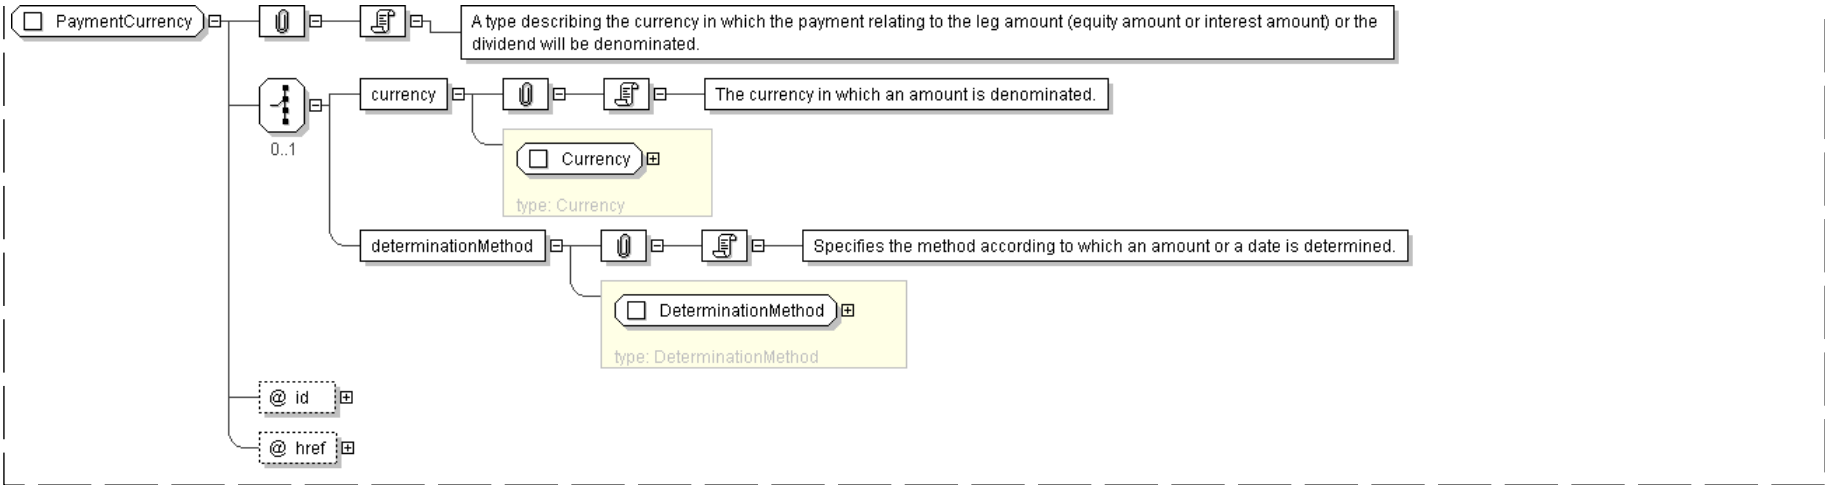 PaymentCurrency
A type describing the currency in which the payment relating to the leg amount (equity amount or interest amount) or the
dividend will be denominated.
0..1
currency
The currency in which an amount is denominated.
Currency
type: Currency
determinationMethod
Specifies the method according to which an amount or a date is determined.
DeterminationMethod
type: DeterminationMethod
@ id
@ href